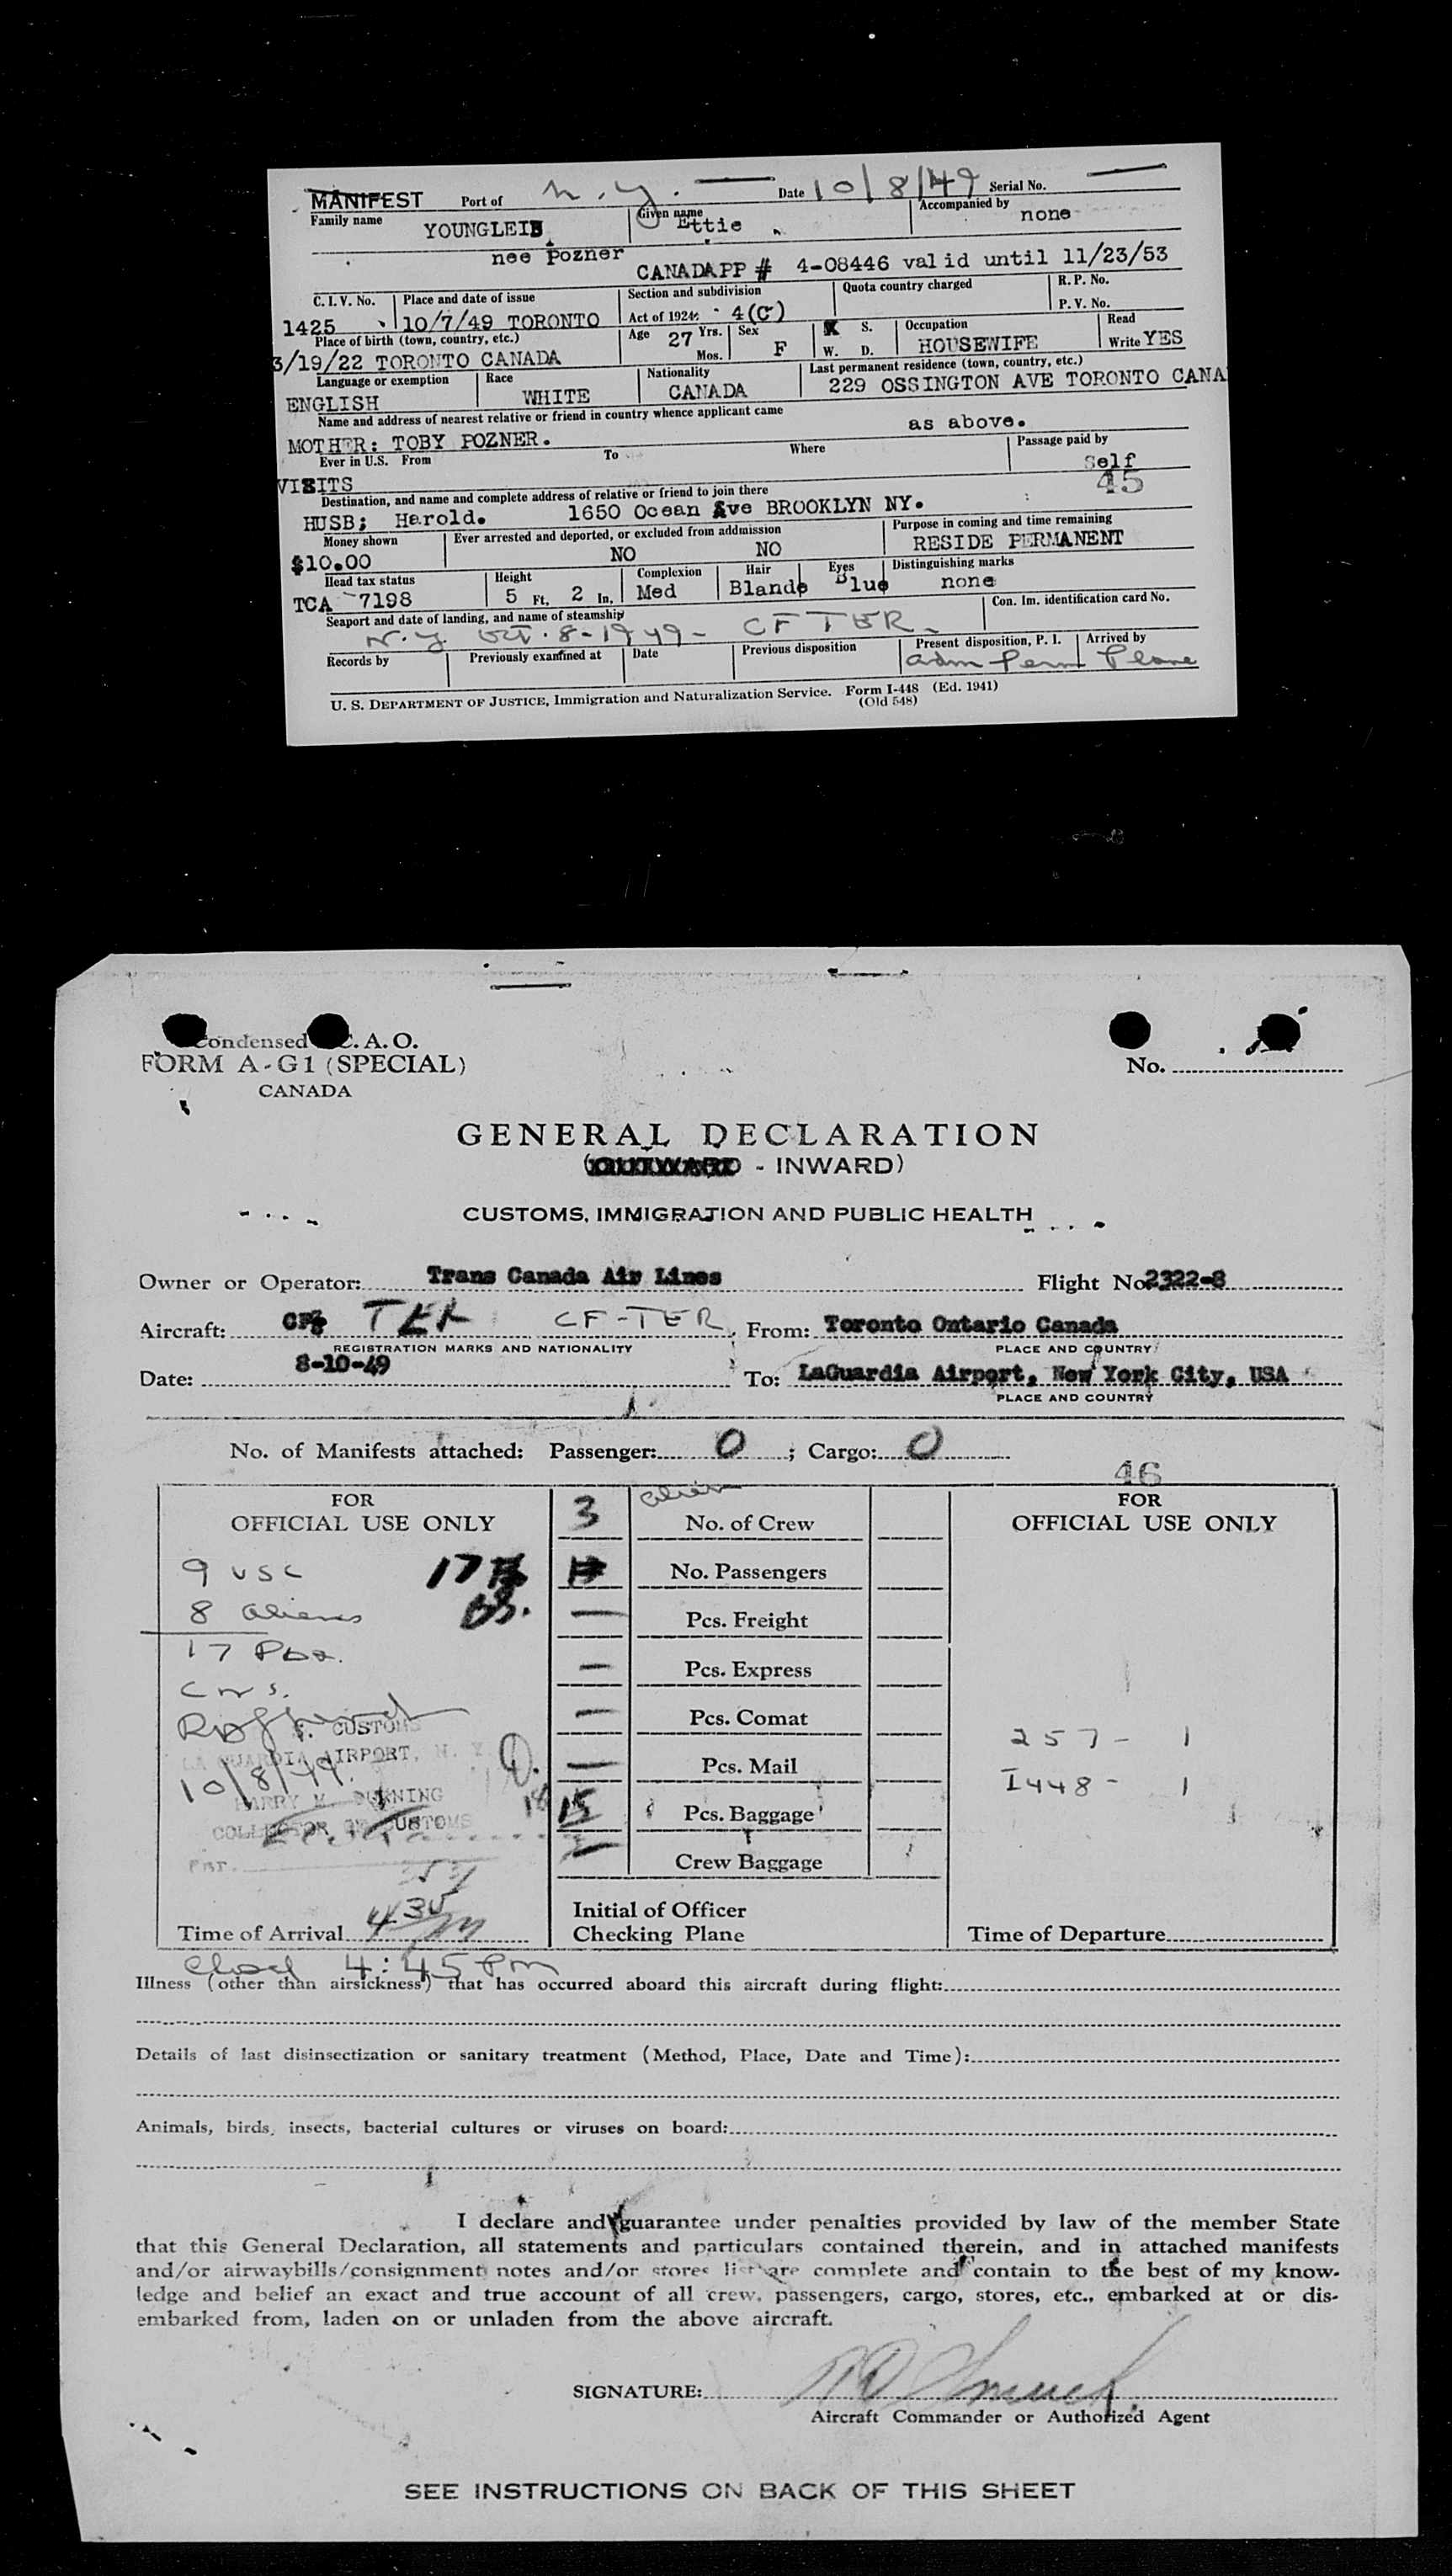 MANIFEST Port of N.Y. Date 10/8/49 Serial No.
Family name YOUNGLEIB Given name Ettie Accompanied by none
nee Pozner
CANADAPP # 4-08446 valid until 11/23/53
C. I. V. No. Place and date of issue Section and subdivision Quota country charged R. P. No.
1425 10/7/49 TORONTO Act of 1924: 4(C) P. V. No.
Place of birth (town, country, etc.) Age 27 Yrs. Mos. Sex F X S. W. D. Occupation HOUSEWIFE Read Write YES
3/19/22 TORONTO CANADA
Language or exemption Race Nationality Last permanent residence (town, country, etc.)
ENGLISH WHITE CANADA 229 OSSINGTON AVE TORONTO CANA
Name and address of nearest relative or friend in country whence applicant came
MOTHER: TOBY POZNER. as above.
Ever in U.S. From To Where Passage paid by
VISITS Self
45
Destination, and name and complete address of relative or friend to join there
HUSB; Harold. 1650 Ocean Ave BROOKLYN NY.
Money shown Ever arrested and deported, or excluded from addmission Purpose in coming and time remaining
$10.00 NO NO RESIDE PERMANENT
Head tax status Height Complexion Hair Eyes Distinguishing marks
TCA 7198 5 Ft. 2 In. Med Blande Blue none
Seaport and date of landing, and name of steamship Con. Im. identification card No.
N.Y. Oct. 8-1949- CF TER
Records by Previously examined at Date Previous disposition Present disposition, P. I. Arrived by
adm Perm Plane
U. S. DEPARTMENT OF JUSTICE, Immigration and Naturalization Service. Form I-448 (Ed. 1941)
(Old 548)
Condensed C. A. O.
FORM A-G1 (SPECIAL)
CANADA
No.
GENERAL DECLARATION
(OUTWARD - INWARD)
CUSTOMS, IMMIGRATION AND PUBLIC HEALTH
Owner or Operator: Trans Canada Air Lines Flight No 2322-8
Aircraft: CF- TER CF-TER From: Toronto Ontario Canada
REGISTRATION MARKS AND NATIONALITY PLACE AND COUNTRY
Date: 8-10-49 To: LaGuardia Airport, New York City, USA
PLACE AND COUNTRY
No. of Manifests attached: Passenger: 0 ; Cargo: 0
46
FOR OFFICIAL USE ONLY
3 alien No. of Crew
FOR OFFICIAL USE ONLY
9 USC 17 No. Passengers
8 aliens Pcs. Freight
17 Pax. Pcs. Express
Pcs. Comat
CUSTOMS
LA GUARDIA AIRPORT, N. Y.
10/8/49
HARRY M. DURNING
COLLECTOR OF CUSTOMS
Per.
Pcs. Mail
18 15 Pcs. Baggage
Crew Baggage
257 - 1
I448 - 1
Time of Arrival 4 35
Initial of Officer
Checking Plane
Time of Departure
4:45 Pm
Illness (other than airsickness) that has occurred aboard this aircraft during flight:
Details of last disinsectization or sanitary treatment (Method, Place, Date and Time):
Animals, birds, insects, bacterial cultures or viruses on board:
I declare and guarantee under penalties provided by law of the member State
that this General Declaration, all statements and particulars contained therein, and in attached manifests
and/or airwaybills/consignment notes and/or stores list are complete and contain to the best of my know-
ledge and belief an exact and true account of all crew, passengers, cargo, stores, etc., embarked at or dis-
embarked from, laden on or unladen from the above aircraft.
SIGNATURE:
Aircraft Commander or Authorized Agent
SEE INSTRUCTIONS ON BACK OF THIS SHEET